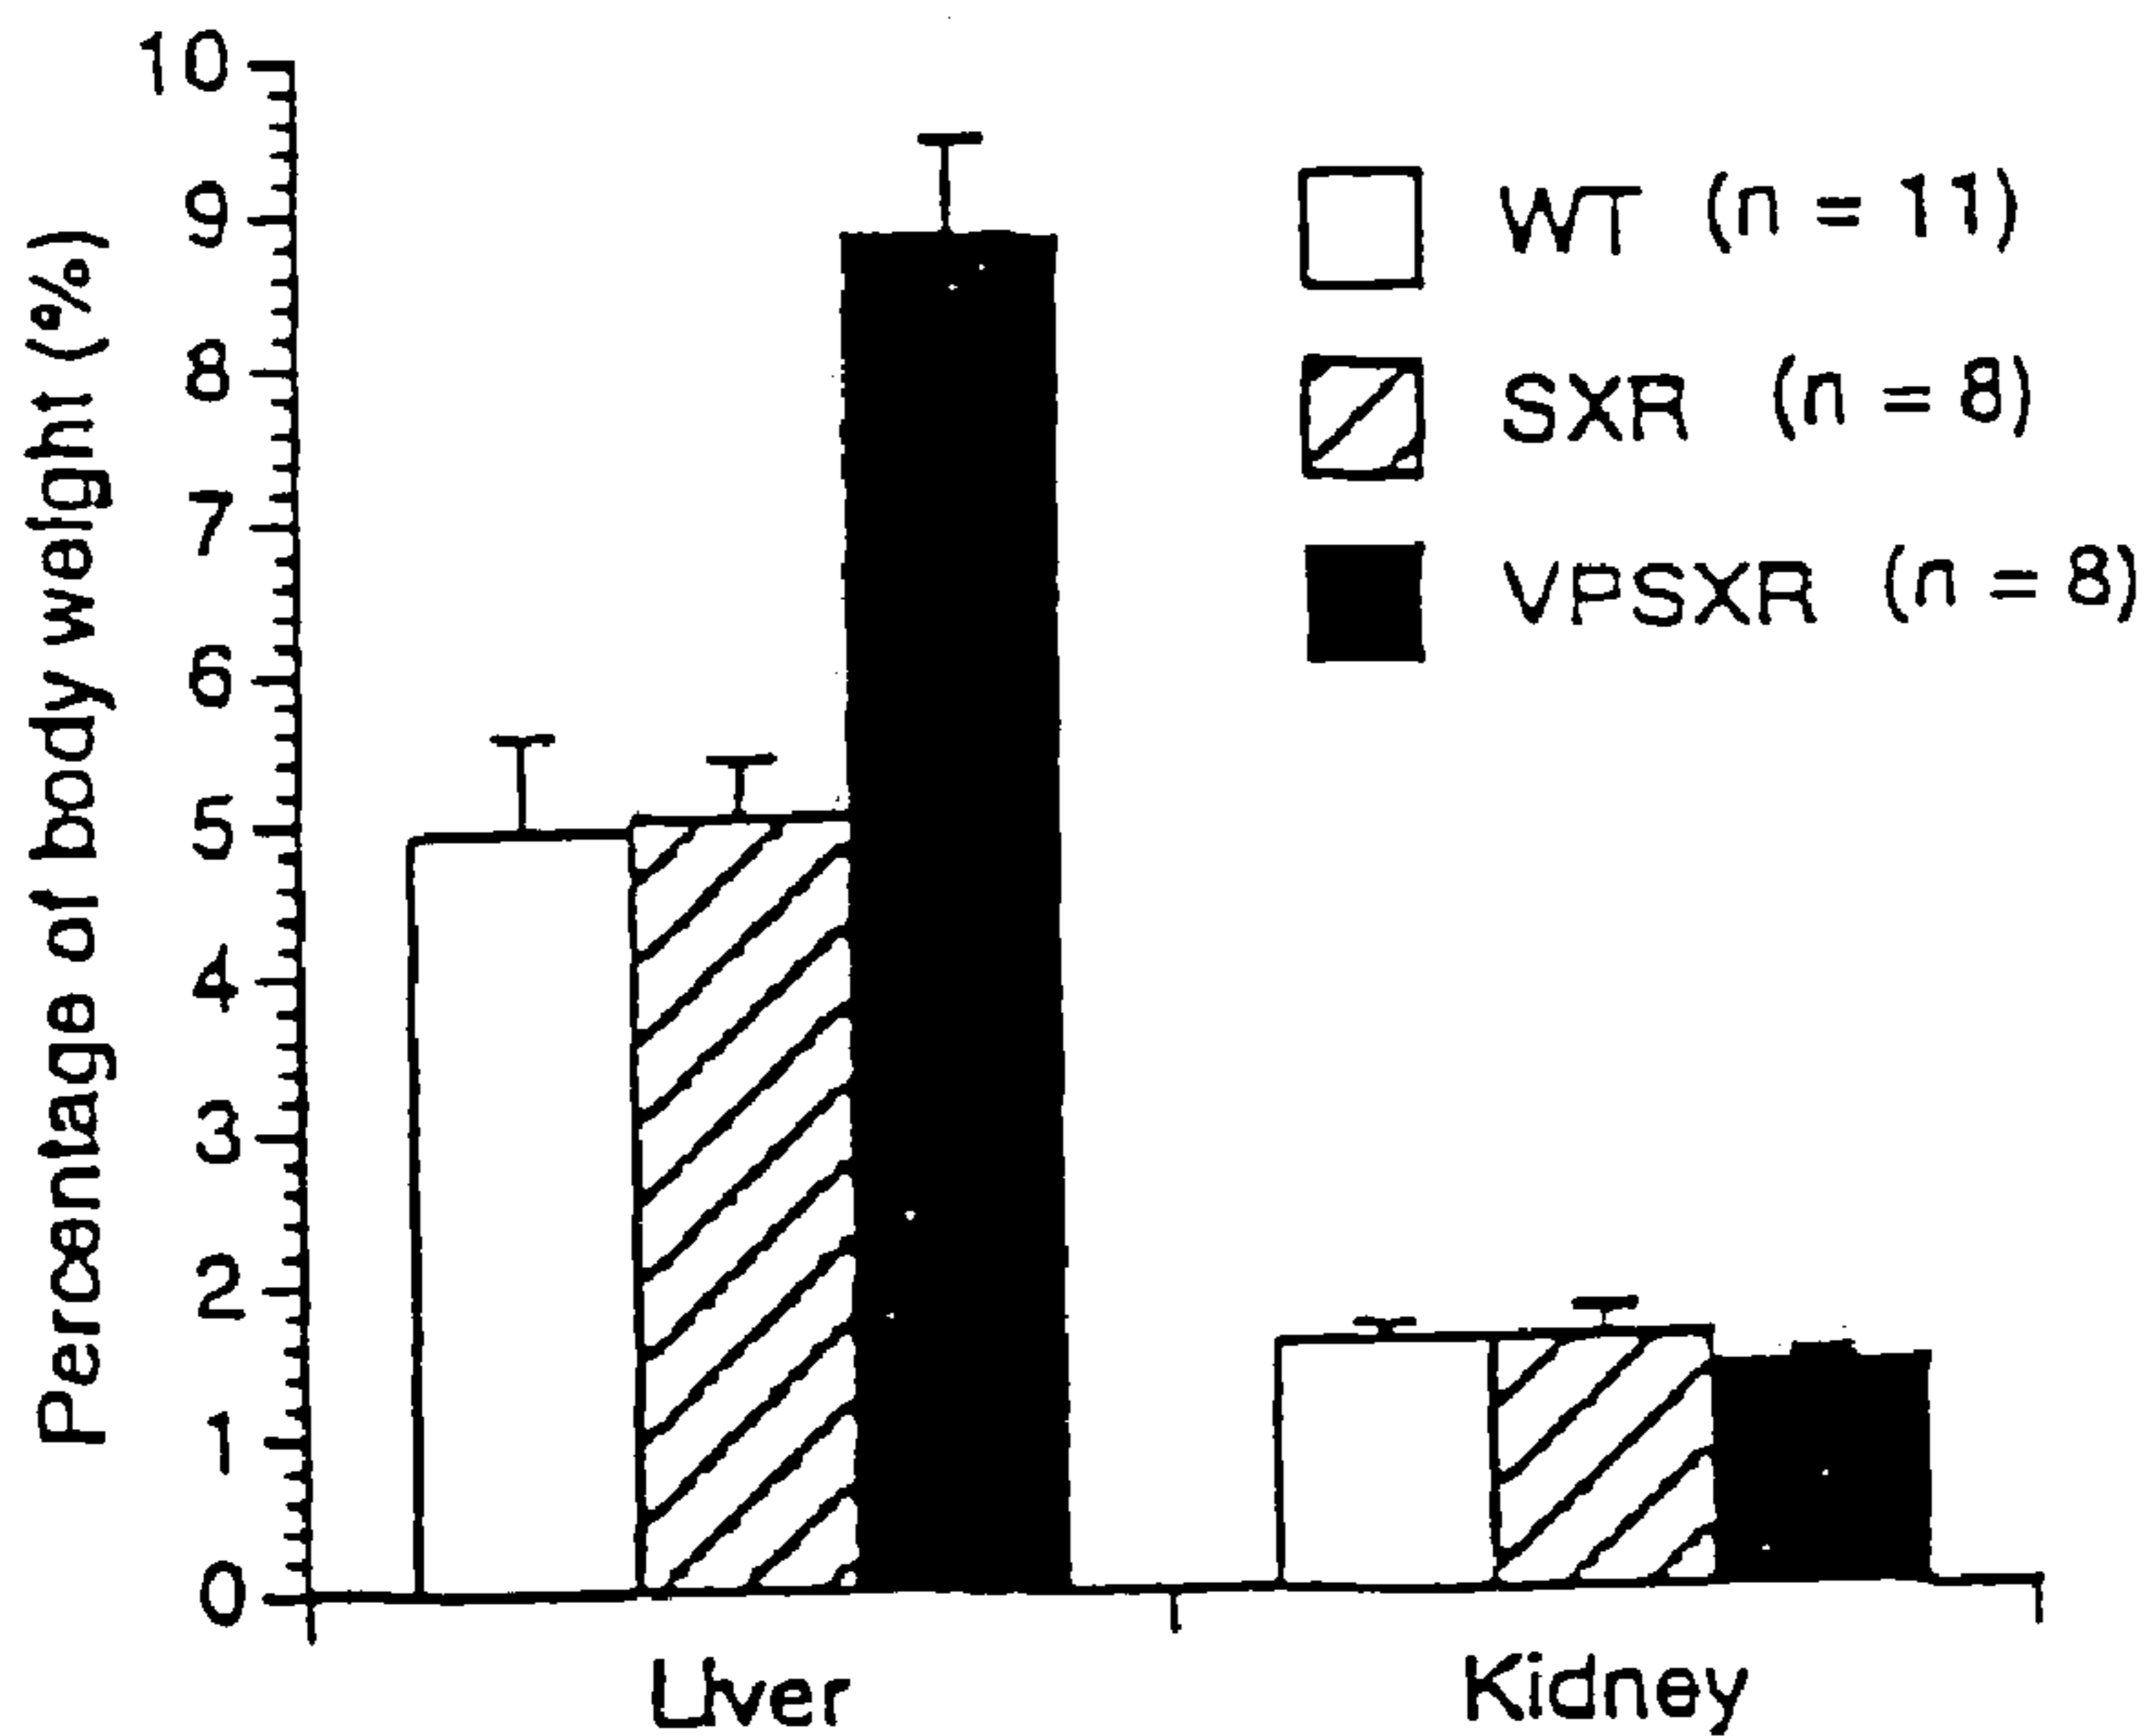 Percentage of body weight (%)
10
9
8
7
6
5
4
3
2
1
0
WT (n = 11)
SXR (n = 8)
VPSXR (n = 8)
Liver
Kidney